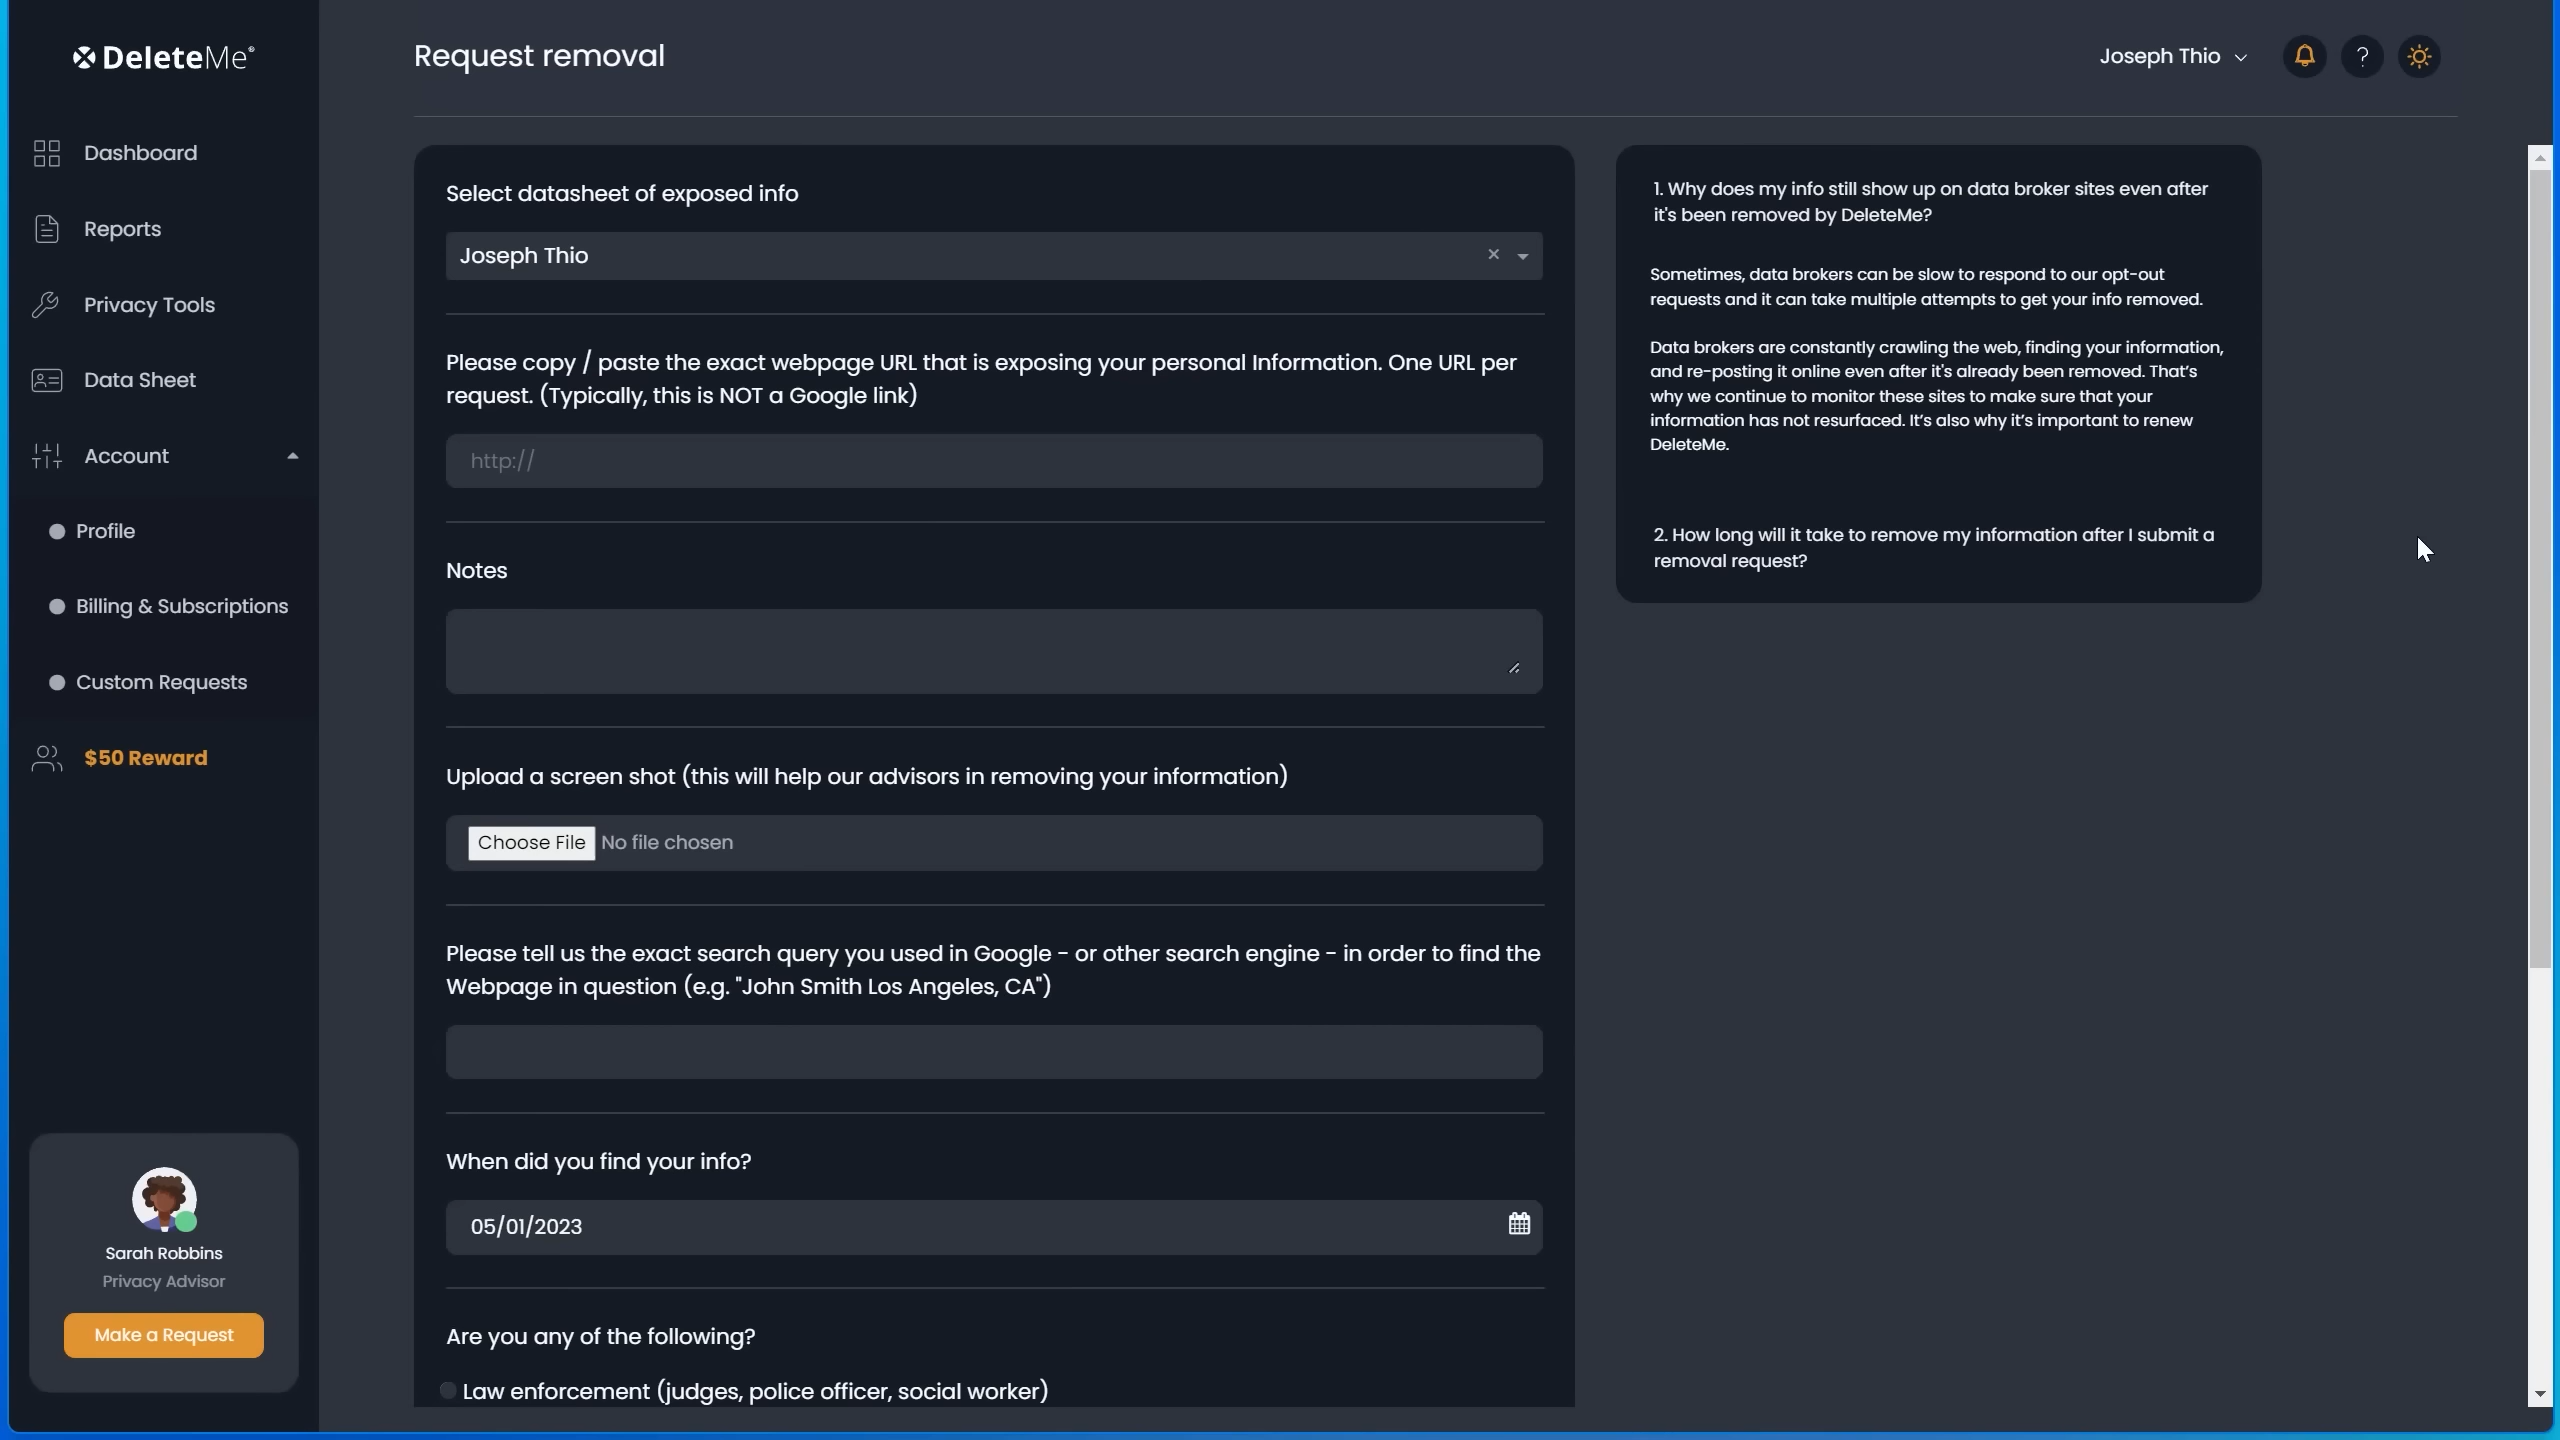 DeleteMe®
Dashboard
Reports
Privacy Tools
Data Sheet
Account
Profile
Billing & Subscriptions
Custom Requests
$50 Reward
Sarah Robbins
Privacy Advisor
Make a Request
Request removal
Joseph Thio
?
Select datasheet of exposed info
Joseph Thio ×
Please copy / paste the exact webpage URL that is exposing your personal Information. One URL per
request. (Typically, this is NOT a Google link)
http://
Notes
Upload a screen shot (this will help our advisors in removing your information)
Choose File No file chosen
Please tell us the exact search query you used in Google - or other search engine - in order to find the
Webpage in question (e.g. "John Smith Los Angeles, CA")
When did you find your info?
05/01/2023
Are you any of the following?
Law enforcement (judges, police officer, social worker)
1. Why does my info still show up on data broker sites even after
it's been removed by DeleteMe?
Sometimes, data brokers can be slow to respond to our opt-out
requests and it can take multiple attempts to get your info removed.
Data brokers are constantly crawling the web, finding your information,
and re-posting it online even after it's already been removed. That’s
why we continue to monitor these sites to make sure that your
information has not resurfaced. It’s also why it’s important to renew
DeleteMe.
2. How long will it take to remove my information after I submit a
removal request?